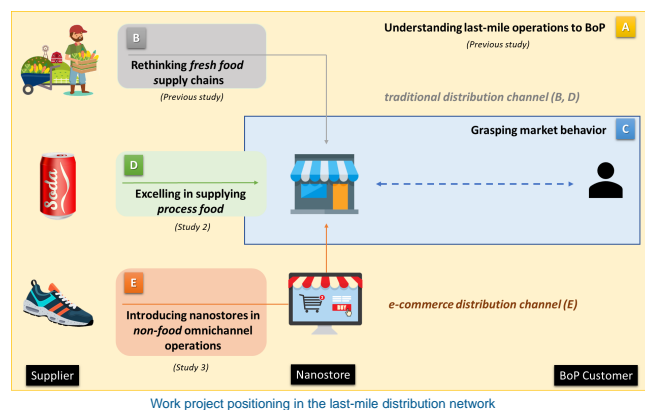 Understanding last-mile operations to BoP
A
(Previous study)
B
Rethinking fresh food
supply chains
(Previous study)
traditional distribution channel (B, D)
Grasping market behavior
C
D
Excelling in supplying
process food
(Study 2)
Soda
E
Introducing nanostores in
non-food omnichannel
operations
(Study 3)
BUY
e-commerce distribution channel (E)
Supplier
Nanostore
BoP Customer
Work project positioning in the last-mile distribution network